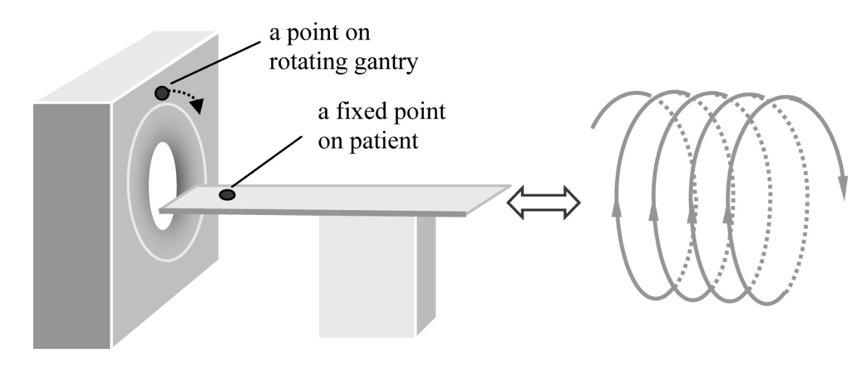 a point on
rotating gantry
a fixed point
on patient